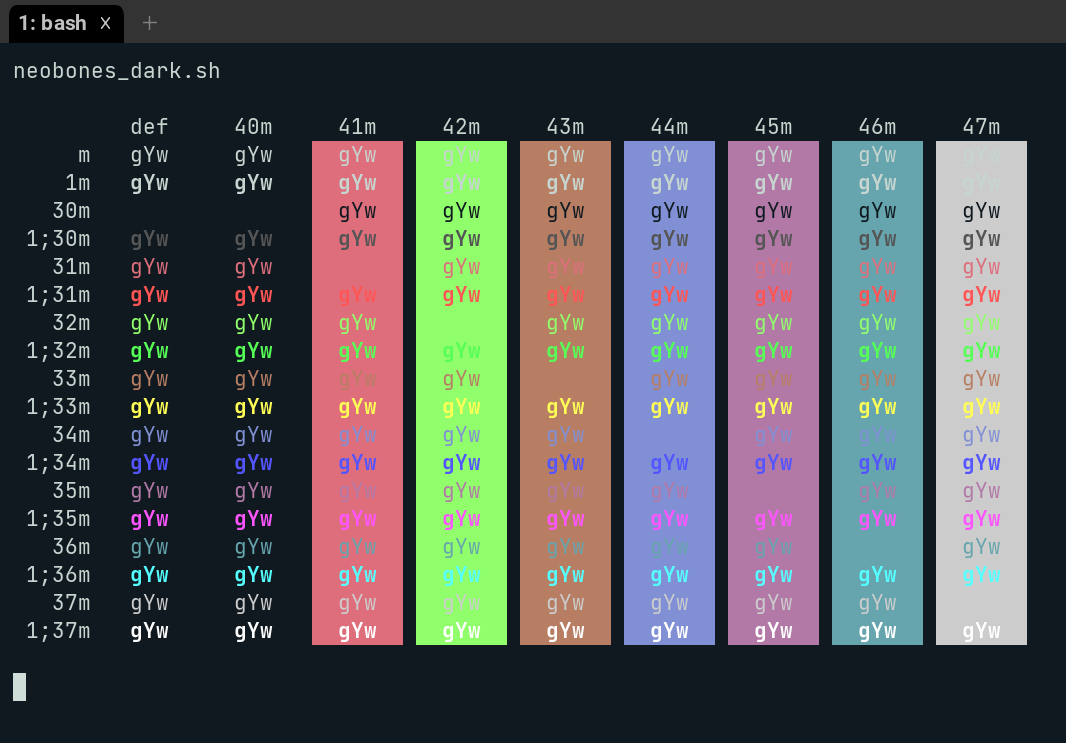 1: bash X +
neobones_dark.sh
def 40m 41m 42m 43m 44m 45m 46m 47m
m gYw gYw gYw gYw gYw gYw gYw gYw gYw
1m gYw gYw gYw gYw gYw gYw gYw gYw gYw
30m gYw gYw gYw gYw gYw gYw gYw
1;30m gYw gYw gYw gYw gYw gYw gYw gYw gYw
31m gYw gYw gYw gYw gYw gYw gYw gYw
1;31m gYw gYw gYw gYw gYw gYw gYw gYw gYw
32m gYw gYw gYw gYw gYw gYw gYw gYw
1;32m gYw gYw gYw gYw gYw gYw gYw gYw gYw
33m gYw gYw gYw gYw gYw gYw gYw gYw
1;33m gYw gYw gYw gYw gYw gYw gYw gYw gYw
34m gYw gYw gYw gYw gYw gYw gYw gYw
1;34m gYw gYw gYw gYw gYw gYw gYw gYw gYw
35m gYw gYw gYw gYw gYw gYw gYw gYw
1;35m gYw gYw gYw gYw gYw gYw gYw gYw gYw
36m gYw gYw gYw gYw gYw gYw gYw gYw
1;36m gYw gYw gYw gYw gYw gYw gYw gYw gYw
37m gYw gYw gYw gYw gYw gYw gYw gYw
1;37m gYw gYw gYw gYw gYw gYw gYw gYw gYw